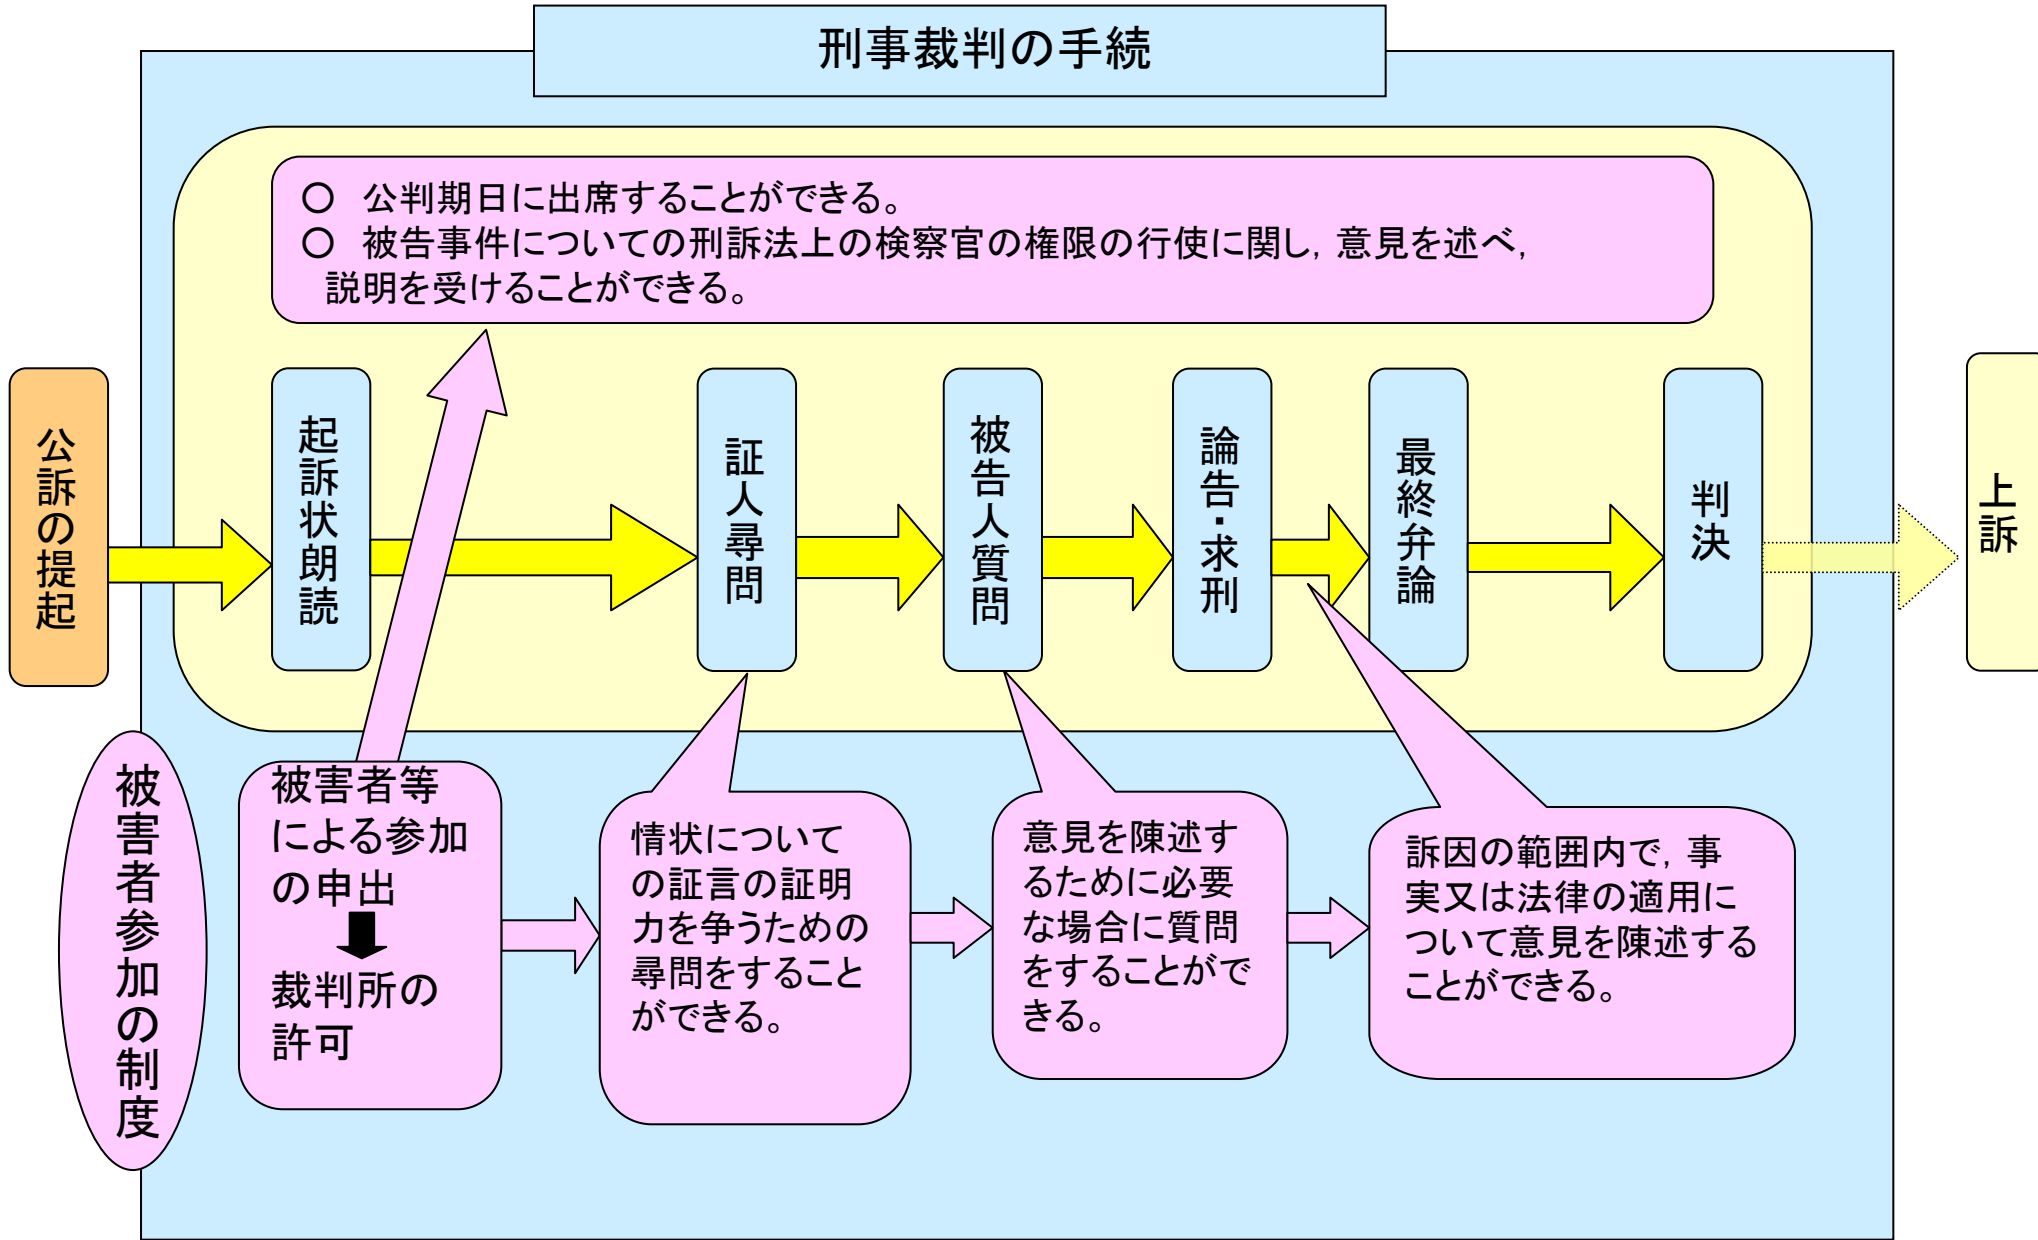 刑事裁判の手続
○　公判期日に出席することができる。
○　被告事件についての刑訴法上の検察官の権限の行使に関し，意見を述べ，
説明を受けることができる。
公訴の提起
起訴状朗読
証人尋問
被告人質問
論告・求刑
最終弁論
判決
上訴
被害者参加の制度
被害者等
による参加
の申出
裁判所の
許可
情状について
の証言の証明
力を争うための
尋問をすること
ができる。
意見を陳述す
るために必要
な場合に質問
をすることがで
きる。
訴因の範囲内で，事
実又は法律の適用に
ついて意見を陳述する
ことができる。